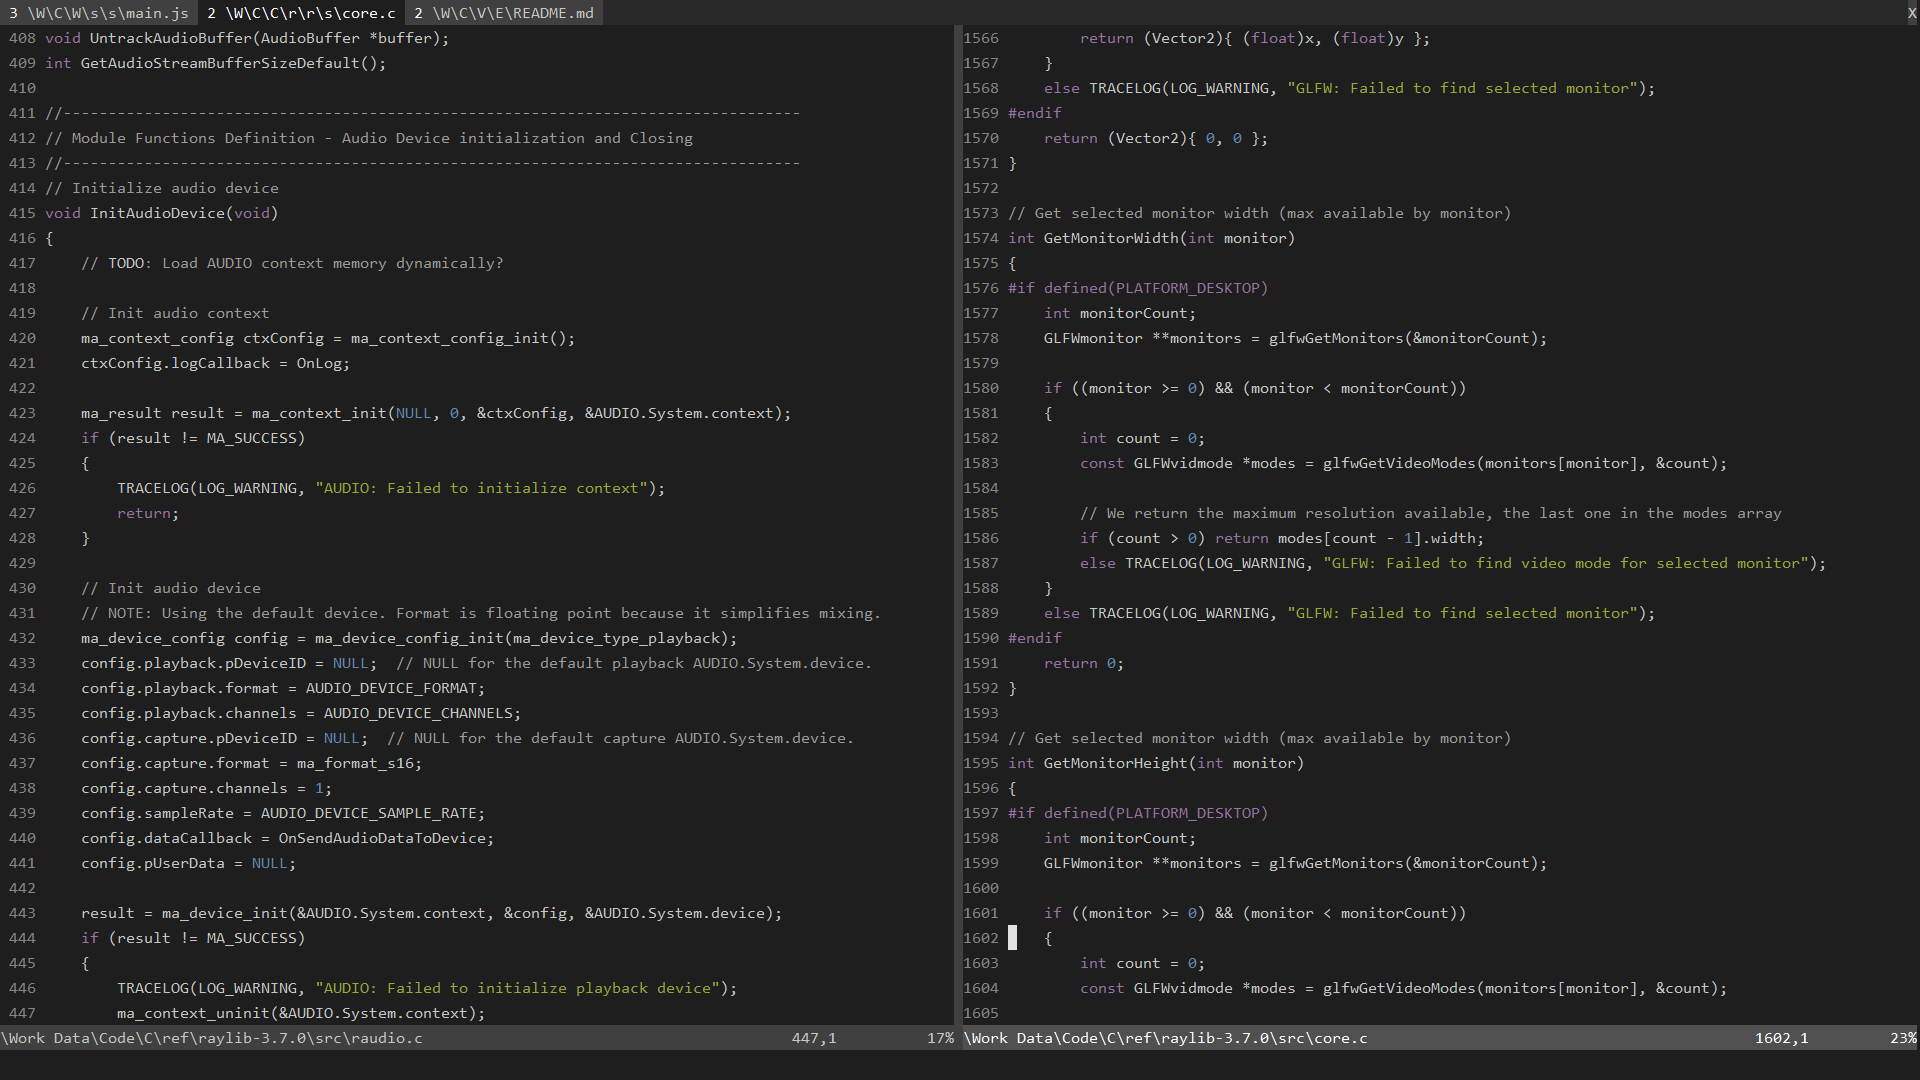 3 \W\C\W\s\s\main.js  2 \W\C\C\r\r\s\core.c  2 \W\C\V\E\README.md X
408 void UntrackAudioBuffer(AudioBuffer *buffer);
409 int GetAudioStreamBufferSizeDefault();
410
411 //----------------------------------------------------------------------------------
412 // Module Functions Definition - Audio Device initialization and Closing
413 //----------------------------------------------------------------------------------
414 // Initialize audio device
415 void InitAudioDevice(void)
416 {
417     // TODO: Load AUDIO context memory dynamically?
418
419     // Init audio context
420     ma_context_config ctxConfig = ma_context_config_init();
421     ctxConfig.logCallback = OnLog;
422
423     ma_result result = ma_context_init(NULL, 0, &ctxConfig, &AUDIO.System.context);
424     if (result != MA_SUCCESS)
425     {
426         TRACELOG(LOG_WARNING, "AUDIO: Failed to initialize context");
427         return;
428     }
429
430     // Init audio device
431     // NOTE: Using the default device. Format is floating point because it simplifies mixing.
432     ma_device_config config = ma_device_config_init(ma_device_type_playback);
433     config.playback.pDeviceID = NULL;  // NULL for the default playback AUDIO.System.device.
434     config.playback.format = AUDIO_DEVICE_FORMAT;
435     config.playback.channels = AUDIO_DEVICE_CHANNELS;
436     config.capture.pDeviceID = NULL;  // NULL for the default capture AUDIO.System.device.
437     config.capture.format = ma_format_s16;
438     config.capture.channels = 1;
439     config.sampleRate = AUDIO_DEVICE_SAMPLE_RATE;
440     config.dataCallback = OnSendAudioDataToDevice;
441     config.pUserData = NULL;
442
443     result = ma_device_init(&AUDIO.System.context, &config, &AUDIO.System.device);
444     if (result != MA_SUCCESS)
445     {
446         TRACELOG(LOG_WARNING, "AUDIO: Failed to initialize playback device");
447         ma_context_uninit(&AUDIO.System.context);
\Work Data\Code\C\ref\raylib-3.7.0\src\raudio.c 447,1 17%
1566         return (Vector2){ (float)x, (float)y };
1567     }
1568     else TRACELOG(LOG_WARNING, "GLFW: Failed to find selected monitor");
1569 #endif
1570     return (Vector2){ 0, 0 };
1571 }
1572
1573 // Get selected monitor width (max available by monitor)
1574 int GetMonitorWidth(int monitor)
1575 {
1576 #if defined(PLATFORM_DESKTOP)
1577     int monitorCount;
1578     GLFWmonitor **monitors = glfwGetMonitors(&monitorCount);
1579
1580     if ((monitor >= 0) && (monitor < monitorCount))
1581     {
1582         int count = 0;
1583         const GLFWvidmode *modes = glfwGetVideoModes(monitors[monitor], &count);
1584
1585         // We return the maximum resolution available, the last one in the modes array
1586         if (count > 0) return modes[count - 1].width;
1587         else TRACELOG(LOG_WARNING, "GLFW: Failed to find video mode for selected monitor");
1588     }
1589     else TRACELOG(LOG_WARNING, "GLFW: Failed to find selected monitor");
1590 #endif
1591     return 0;
1592 }
1593
1594 // Get selected monitor width (max available by monitor)
1595 int GetMonitorHeight(int monitor)
1596 {
1597 #if defined(PLATFORM_DESKTOP)
1598     int monitorCount;
1599     GLFWmonitor **monitors = glfwGetMonitors(&monitorCount);
1600
1601     if ((monitor >= 0) && (monitor < monitorCount))
1602     {
1603         int count = 0;
1604         const GLFWvidmode *modes = glfwGetVideoModes(monitors[monitor], &count);
1605
\Work Data\Code\C\ref\raylib-3.7.0\src\core.c 1602,1 23%